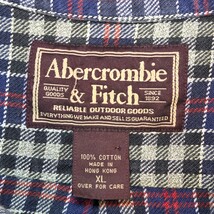 Abercrombie
QUALITY GOODS & Fitch SINCE 1892
RELIABLE OUTDOOR GOODS
EVERYTHING WE MAKE AND SELL IS GUARANTEED
100% COTTON
MADE IN
HONG KONG
XL
OVER FOR CARE